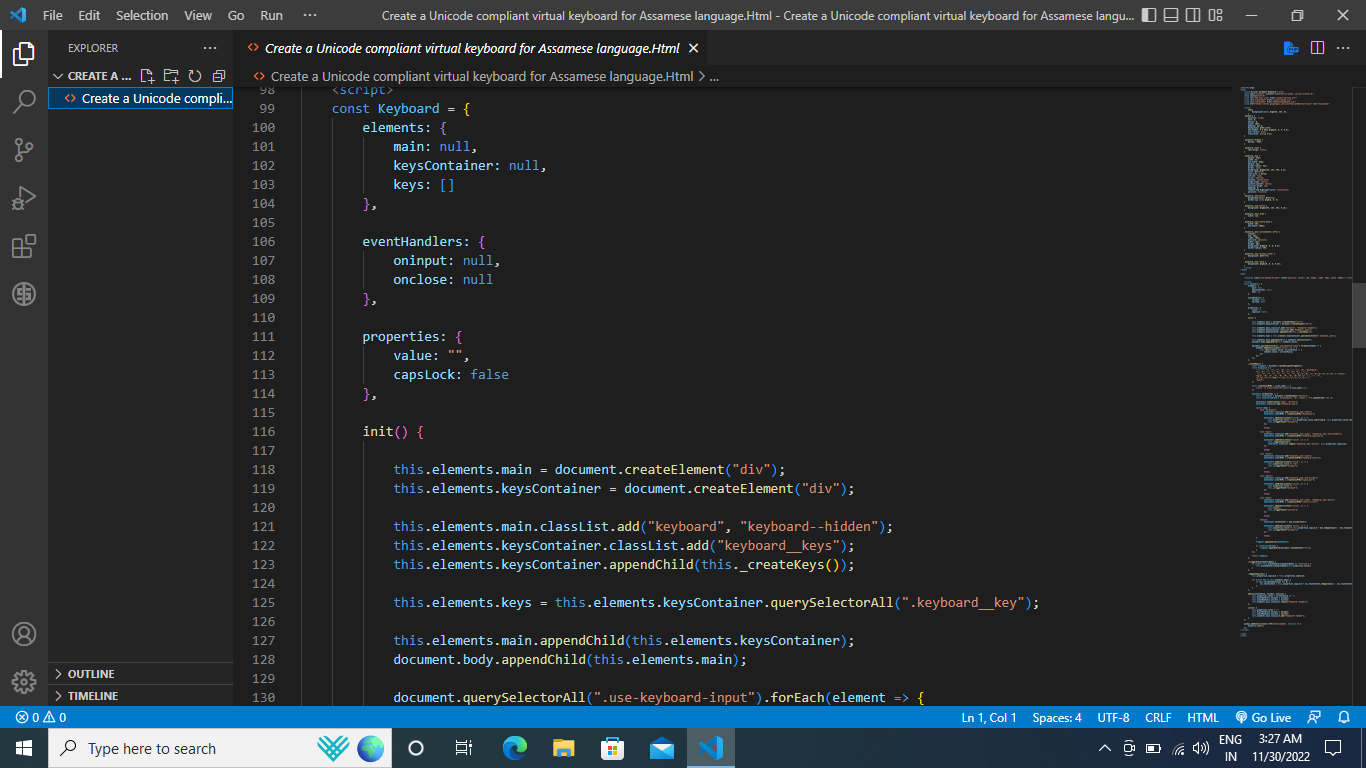 File Edit Selection View Go Run ··· Create a Unicode compliant virtual keyboard for Assamese language.Html - Create a Unicode compliant virtual keyboard for Assamese langu...
EXPLORER ···
CREATE A ...
Create a Unicode compli...
Create a Unicode compliant virtual keyboard for Assamese language.Html
Create a Unicode compliant virtual keyboard for Assamese language.Html > ...
98 <script>
99 const Keyboard = {
100 elements: {
101 main: null,
102 keysContainer: null,
103 keys: []
104 },
105
106 eventHandlers: {
107 oninput: null,
108 onclose: null
109 },
110
111 properties: {
112 value: "",
113 capsLock: false
114 },
115
116 init() {
117
118 this.elements.main = document.createElement("div");
119 this.elements.keysContainer = document.createElement("div");
120
121 this.elements.main.classList.add("keyboard", "keyboard--hidden");
122 this.elements.keysContainer.classList.add("keyboard__keys");
123 this.elements.keysContainer.appendChild(this._createKeys());
124
125 this.elements.keys = this.elements.keysContainer.querySelectorAll(".keyboard__key");
126
127 this.elements.main.appendChild(this.elements.keysContainer);
128 document.body.appendChild(this.elements.main);
129
130 document.querySelectorAll(".use-keyboard-input").forEach(element => {
OUTLINE
TIMELINE
0 0 Ln 1, Col 1 Spaces: 4 UTF-8 CRLF HTML Go Live
Type here to search
ENG
IN
3:27 AM
11/30/2022